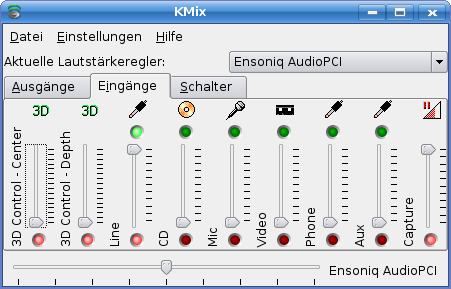 KMix
Datei Einstellungen Hilfe
Aktuelle Lautstärkeregler: Ensoniq AudioPCI
Ausgänge Eingänge Schalter
3D 3D
3D Control - Center
3D Control - Depth
Line
CD
Mic
Video
Phone
Aux
Capture
Ensoniq AudioPCI